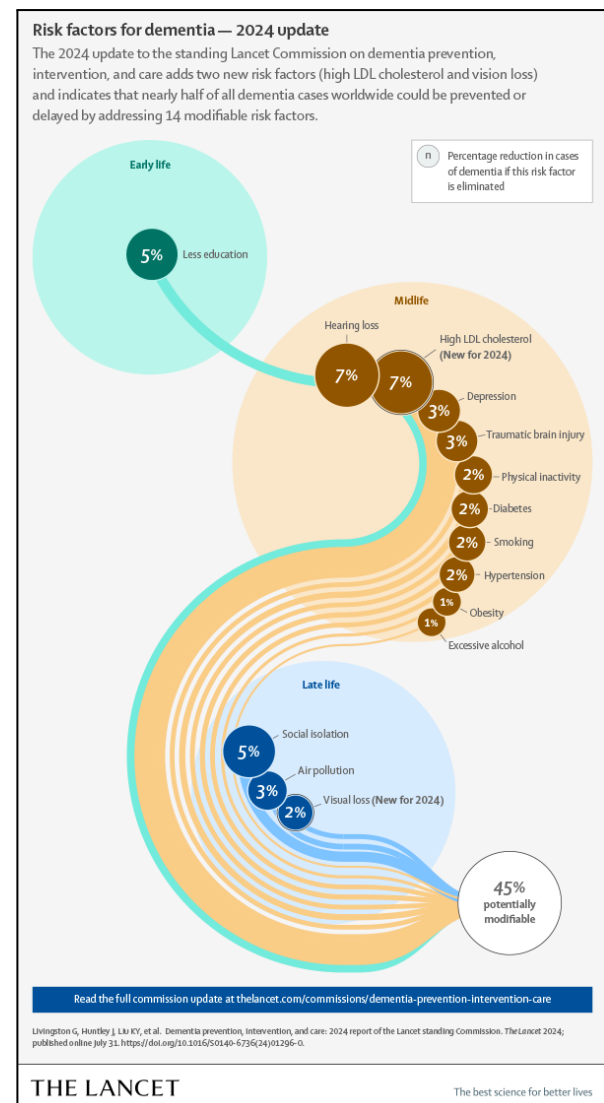 Risk factors for dementia — 2024 update
The 2024 update to the standing Lancet Commission on dementia prevention,
intervention, and care adds two new risk factors (high LDL cholesterol and vision loss)
and indicates that nearly half of all dementia cases worldwide could be prevented or
delayed by addressing 14 modifiable risk factors.
n
Percentage reduction in cases
of dementia if this risk factor
is eliminated
Early life
5%
Less education
Midlife
Hearing loss
7%
High LDL cholesterol
(New for 2024)
7%
Depression
3%
Traumatic brain injury
3%
Physical inactivity
2%
Diabetes
2%
Smoking
2%
Hypertension
2%
Obesity
1%
Excessive alcohol
1%
Late life
Social isolation
5%
Air pollution
3%
Visual loss (New for 2024)
2%
45%
potentially
modifiable
Read the full commission update at thelancet.com/commissions/dementia-prevention-intervention-care
Livingston G, Huntley J, Liu KY, et al. Dementia prevention, intervention, and care: 2024 report of the Lancet standing Commission. The Lancet 2024;
published online July 31. https://doi.org/10.1016/S0140-6736(24)01296-0.
THE LANCET
The best science for better lives